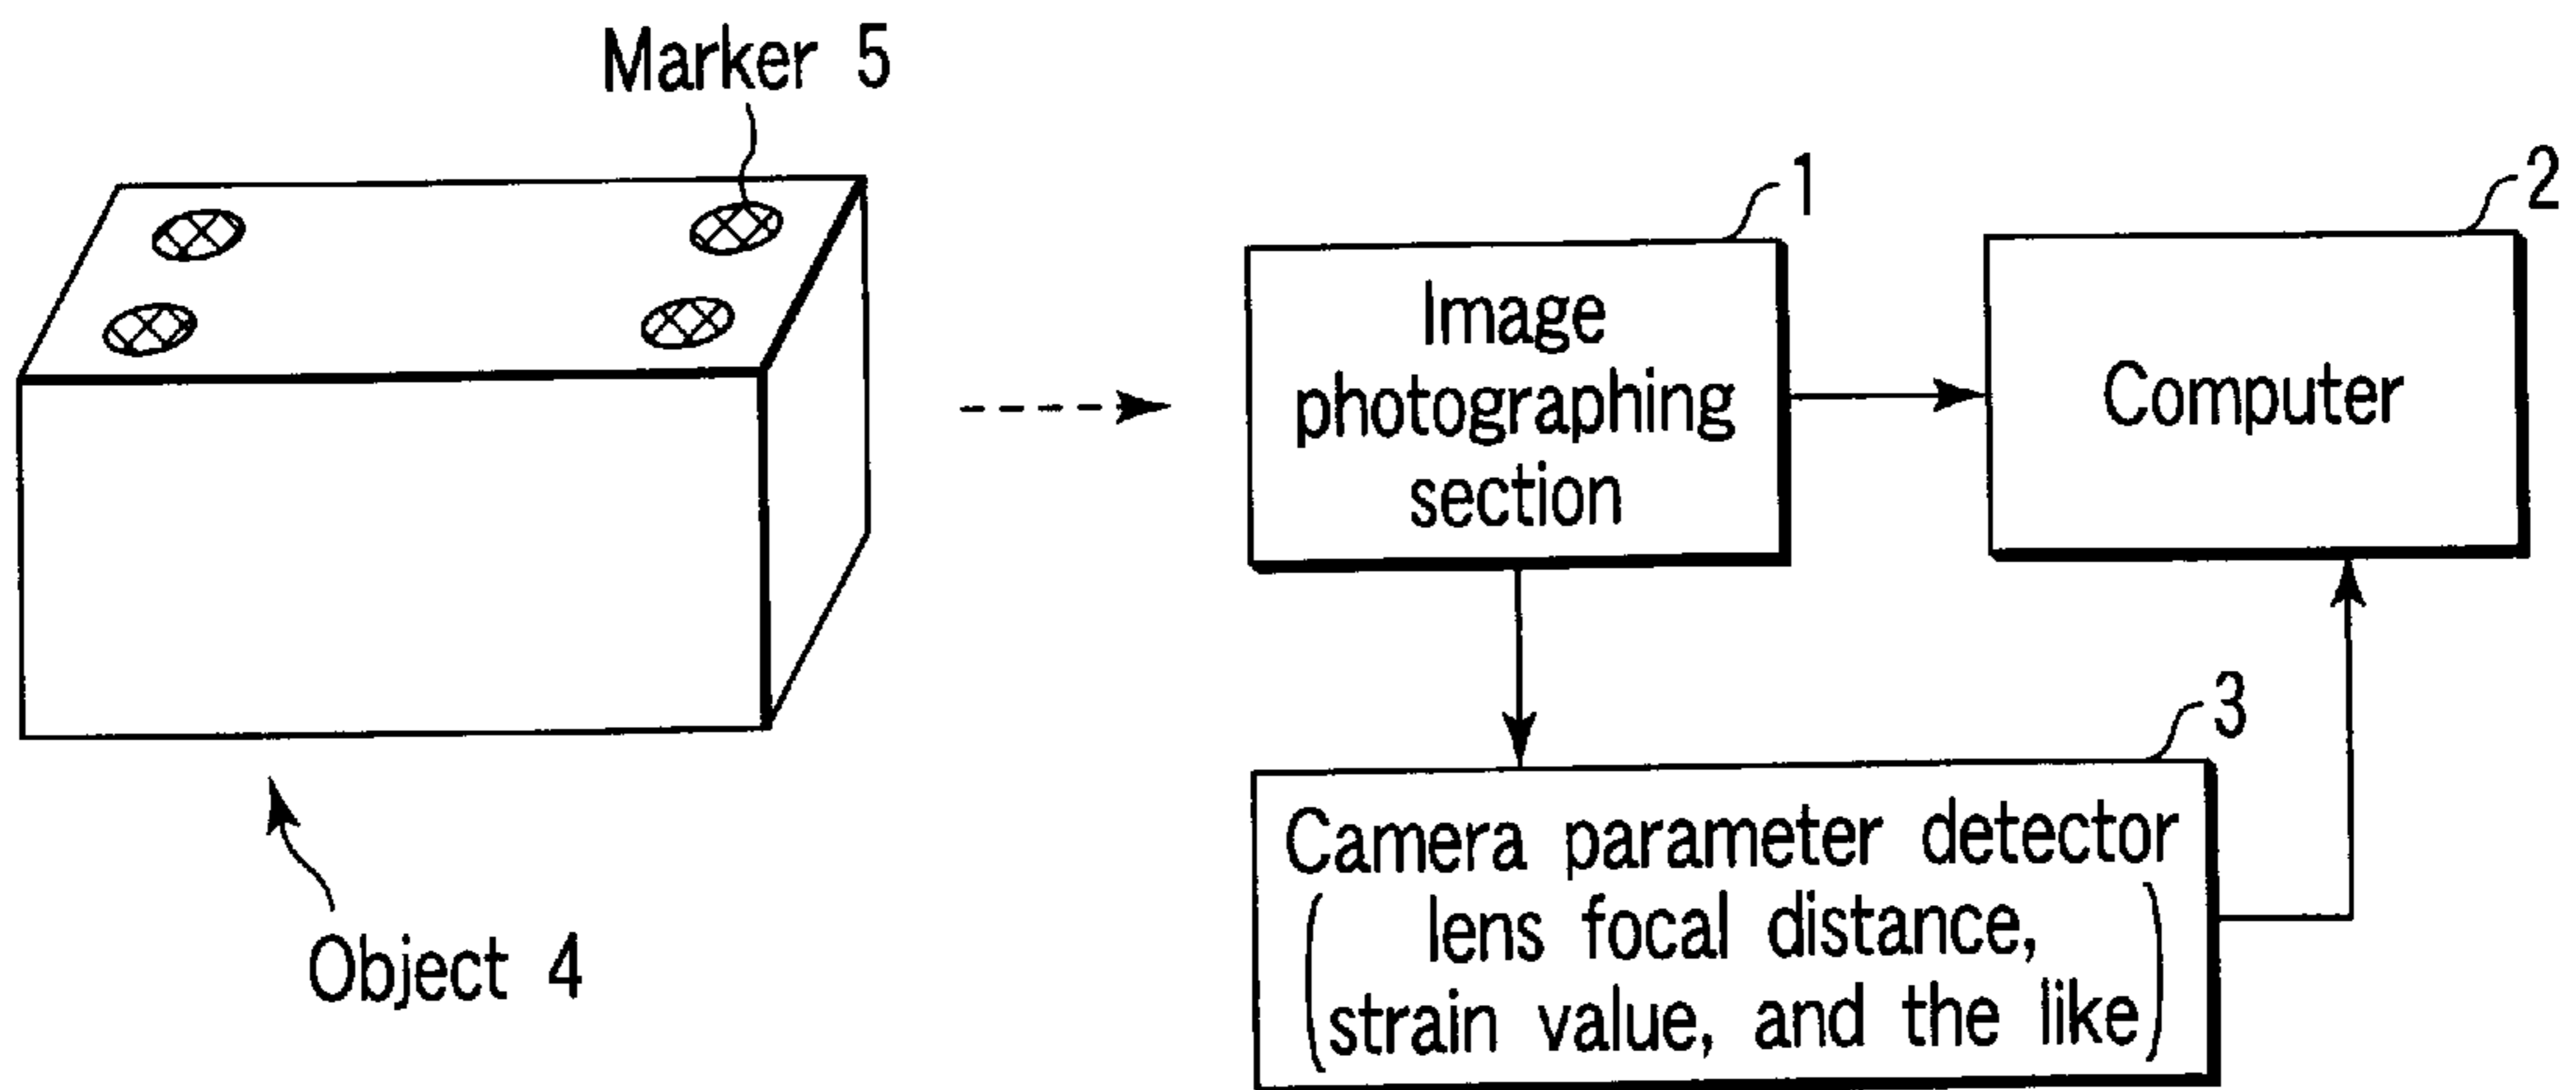 Marker 5
1
2
Image
photographing
section
Computer
3
Camera parameter detector
(lens focal distance,
strain value, and the like)
Object 4